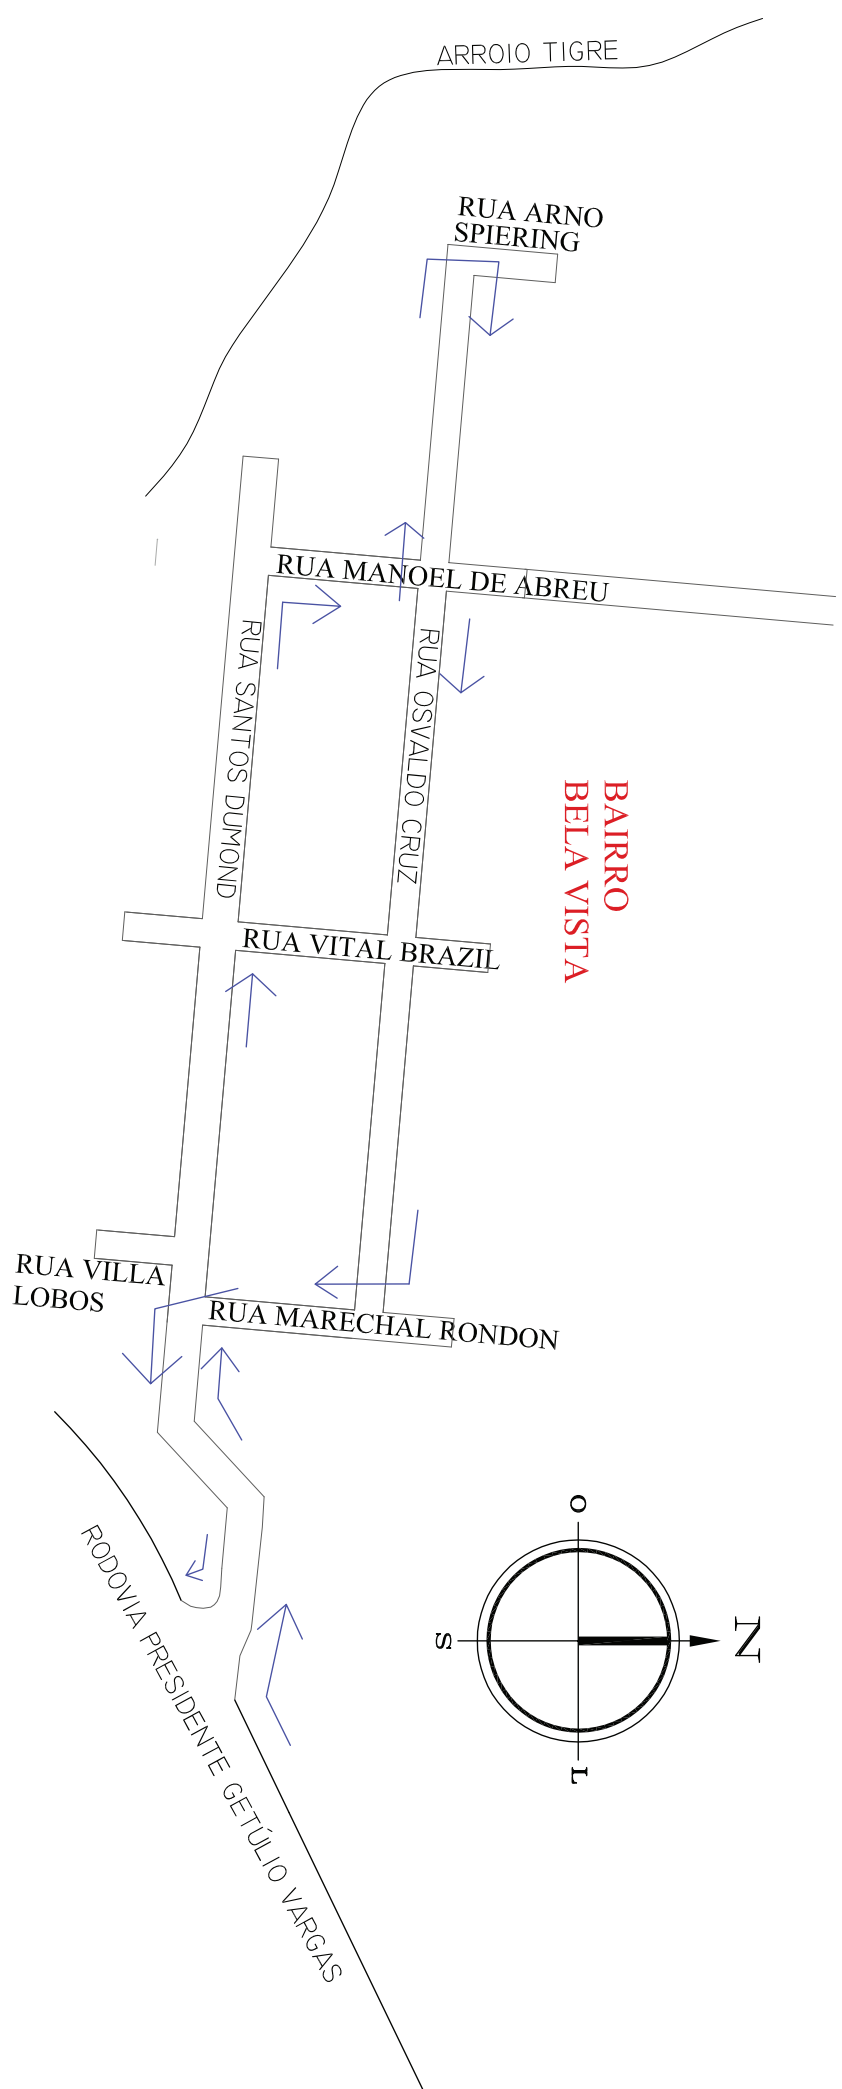 ARROIO TIGRE
RUA ARNO
SPIERING
RUA MANOEL DE ABREU
RUA SANTOS DUMOND
RUA OSVALDO CRUZ
BAIRRO
BELA VISTA
RUA VITAL BRAZIL
RUA VILLA
LOBOS
RUA MARECHAL RONDON
RODOVIA PRESIDENTE GETÚLIO VARGAS
O
S
N
L